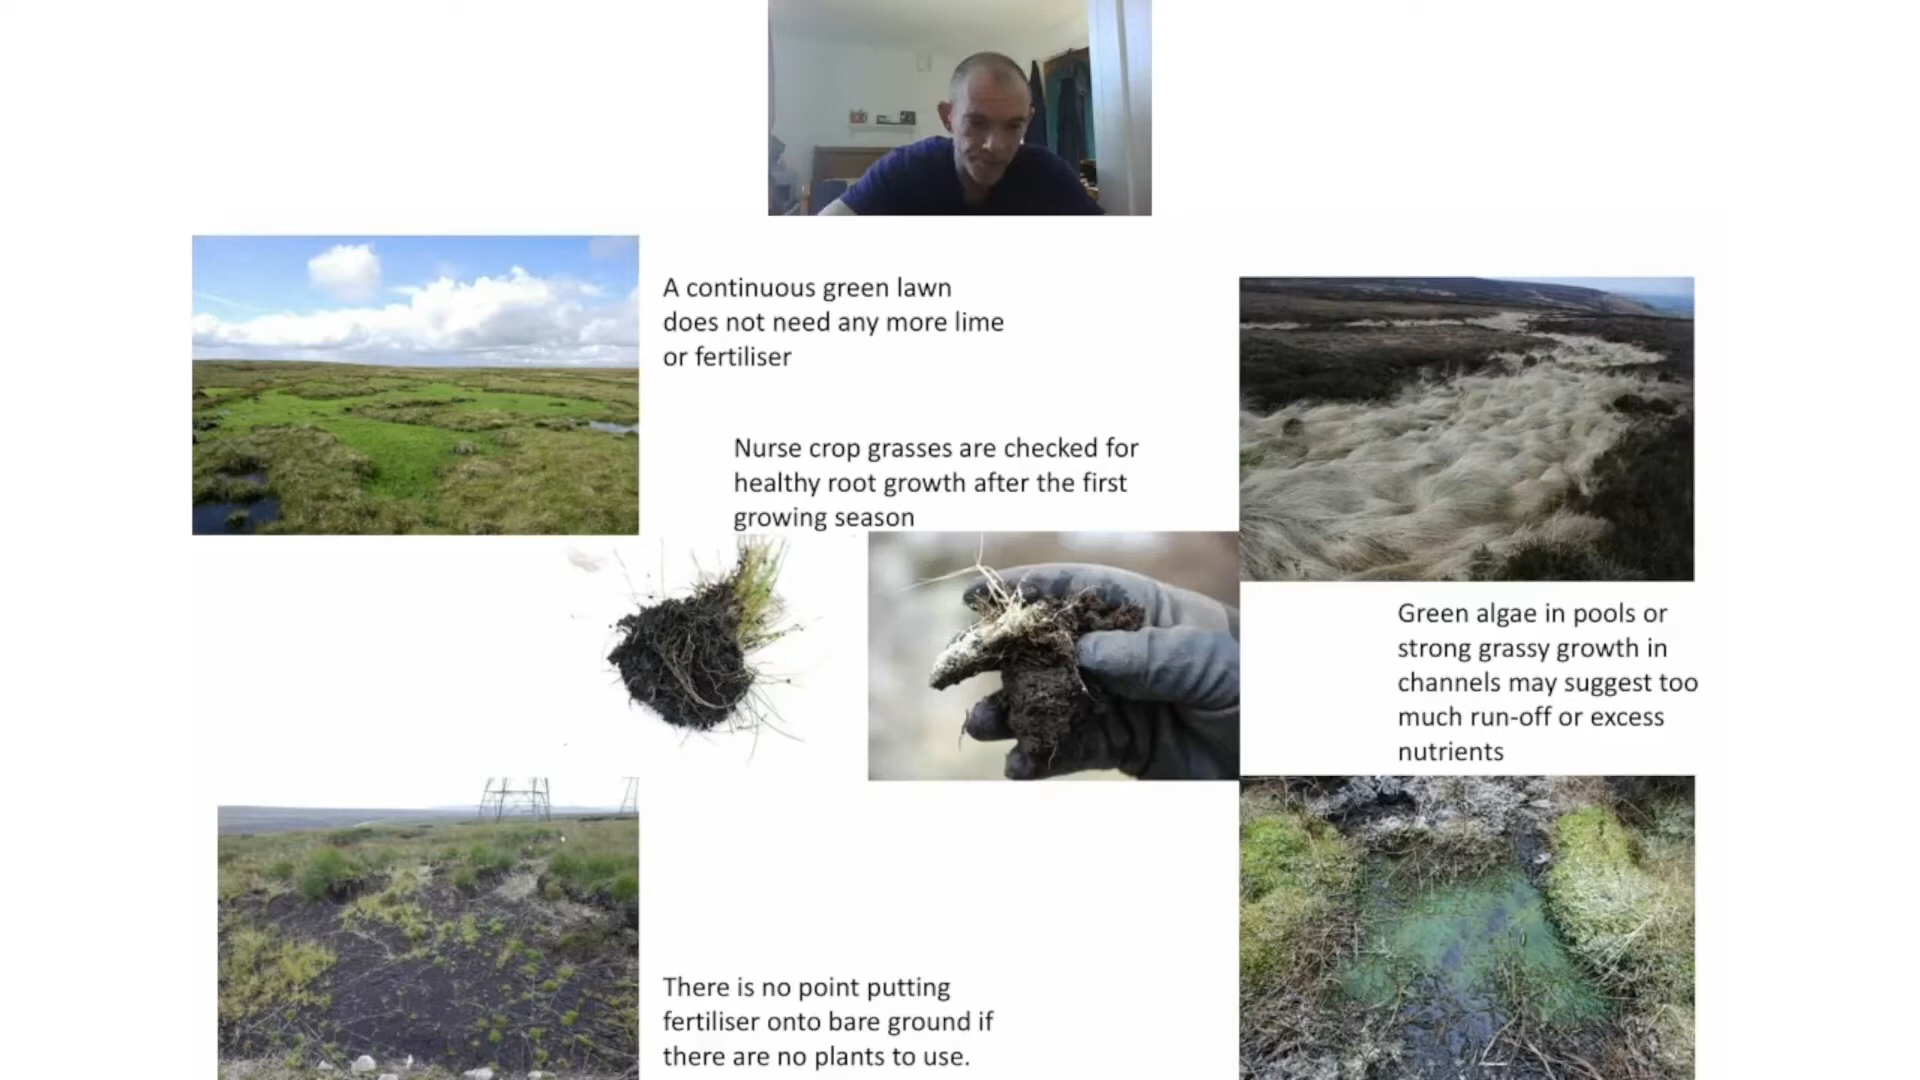 A continuous green lawn
does not need any more lime
or fertiliser
Nurse crop grasses are checked for
healthy root growth after the first
growing season
Green algae in pools or
strong grassy growth in
channels may suggest too
much run-off or excess
nutrients
There is no point putting
fertiliser onto bare ground if
there are no plants to use.